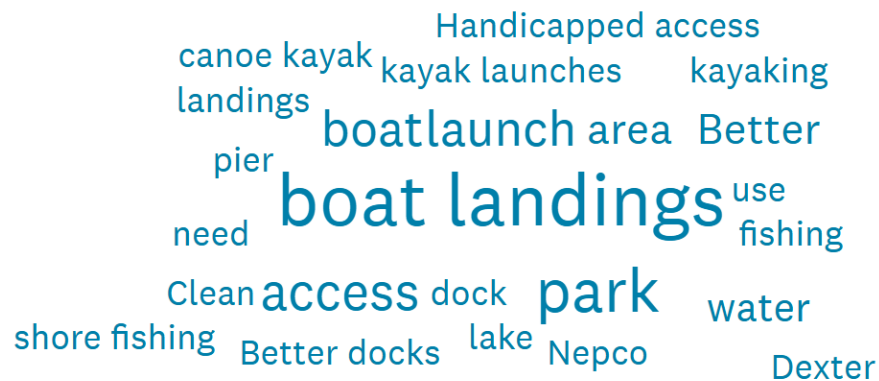 Handicapped access
canoe kayak
kayak launches
kayaking
landings
boatlaunch
area
Better
pier
boat landings
use
need
fishing
Clean
access
dock
park
water
shore fishing
Better docks
lake
Nepco
Dexter